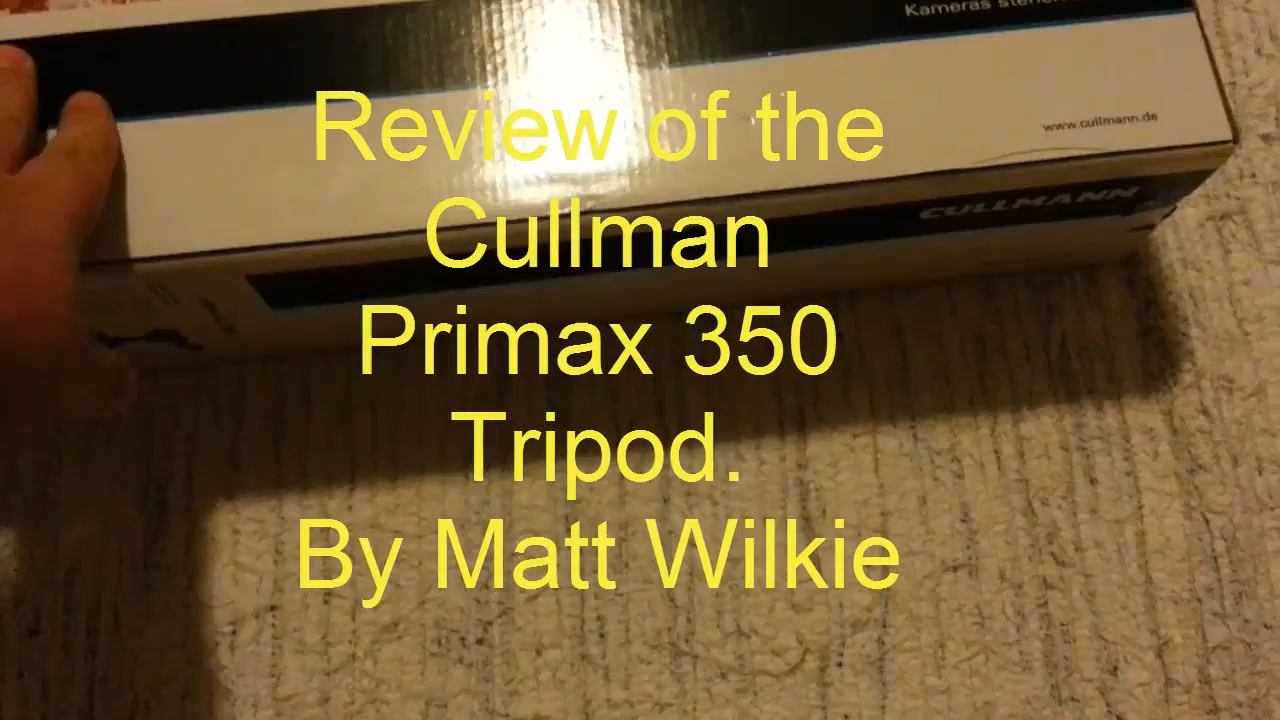 Kameras
www.cullmann.de
CULLMANN
Review of the
Cullman
Primax 350
Tripod.
By Matt Wilkie